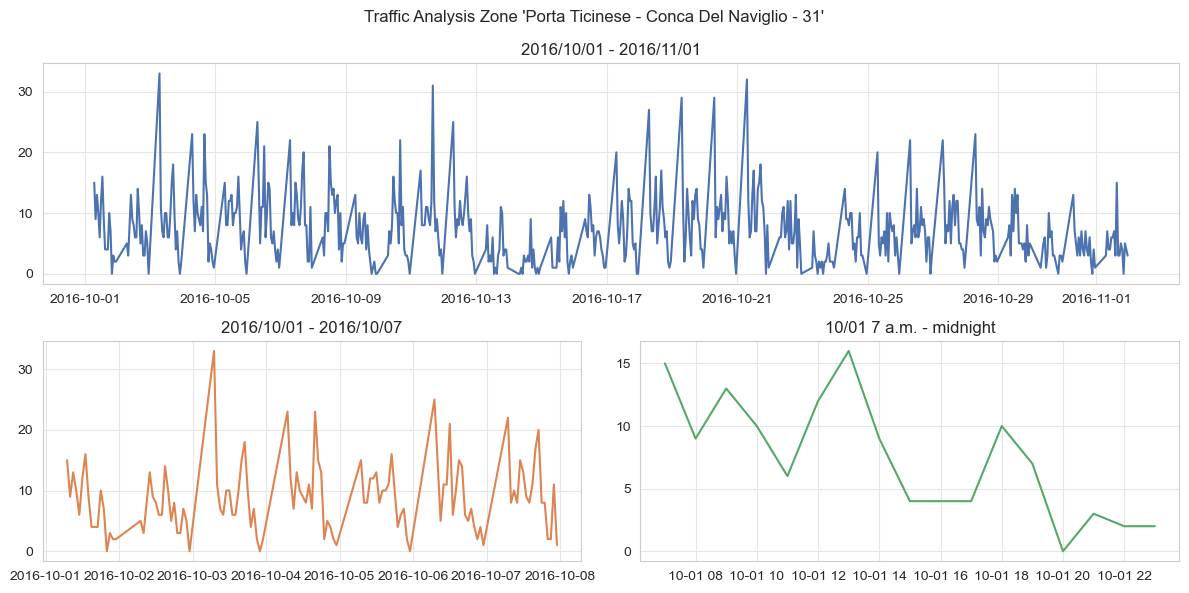 Traffic Analysis Zone 'Porta Ticinese - Conca Del Naviglio - 31'
2016/10/01 - 2016/11/01
30
20
10
0
2016-10-01 2016-10-05 2016-10-09 2016-10-13 2016-10-17 2016-10-21 2016-10-25 2016-10-29 2016-11-01
2016/10/01 - 2016/10/07
30
20
10
0
2016-10-01 2016-10-02 2016-10-03 2016-10-04 2016-10-05 2016-10-06 2016-10-07 2016-10-08
10/01 7 a.m. - midnight
15
10
5
0
10-01 08 10-01 10 10-01 12 10-01 14 10-01 16 10-01 18 10-01 20 10-01 22